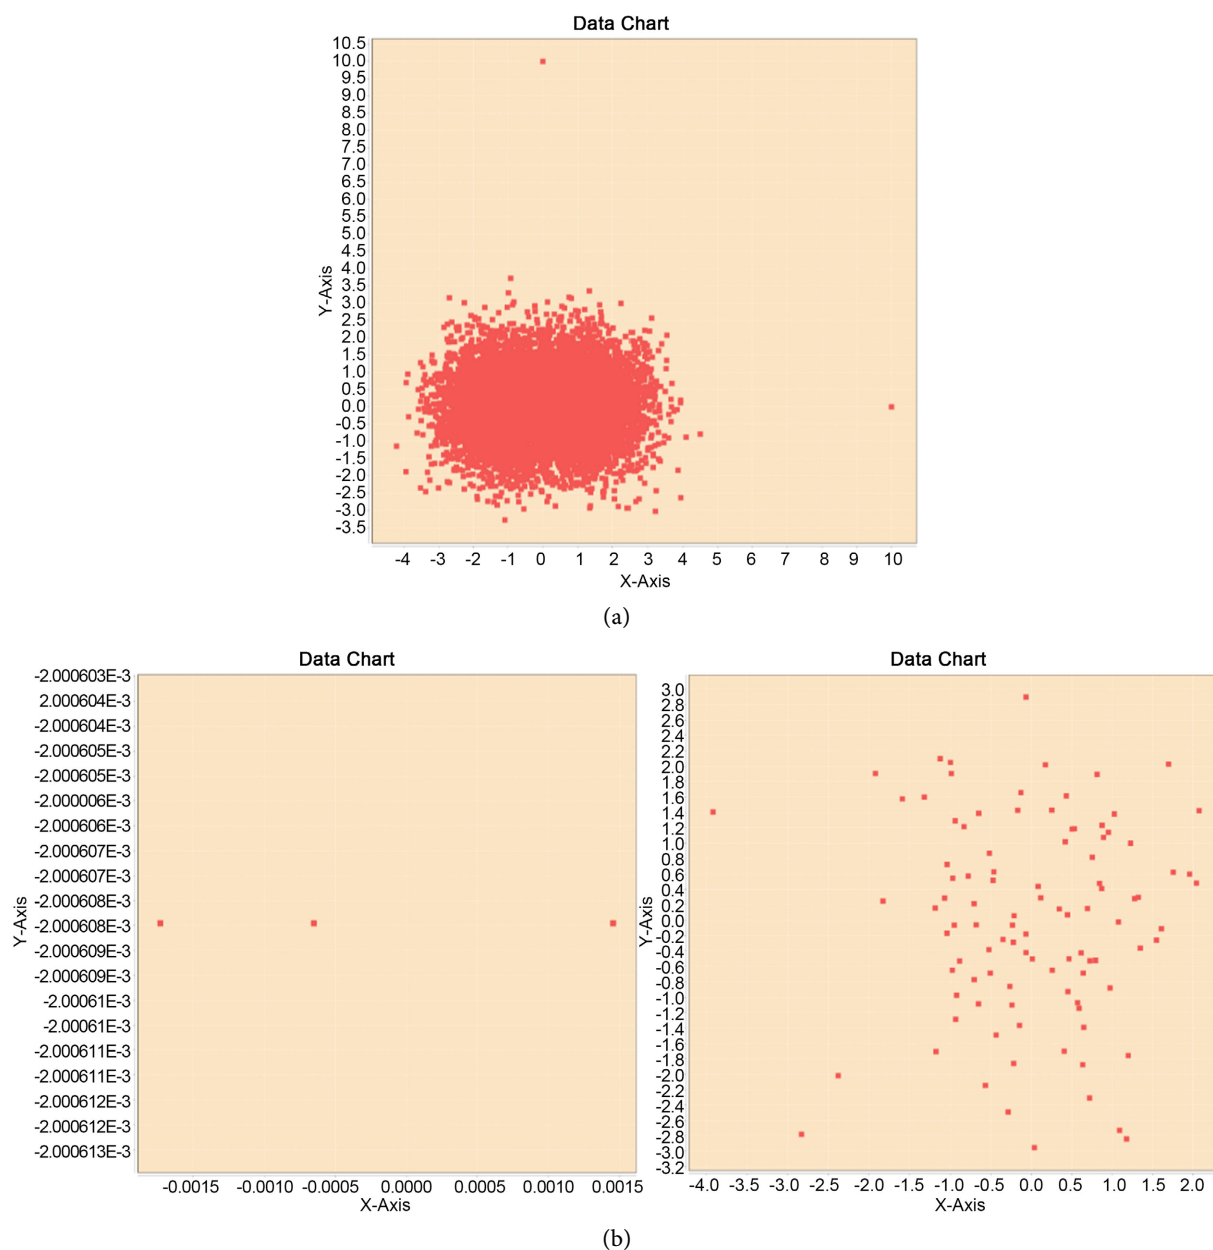 Data Chart
10.5
10.0
9.5
9.0
8.5
8.0
7.5
7.0
6.5
6.0
5.5
5.0
4.5
4.0
3.5
3.0
2.5
2.0
1.5
1.0
0.5
0.0
-0.5
-1.0
-1.5
-2.0
-2.5
-3.0
-3.5
Y-Axis
-4 -3 -2 -1 0 1 2 3 4 5 6 7 8 9 10
X-Axis
(a)
Data Chart
-2.000603E-3
2.000604E-3
-2.000604E-3
-2.000605E-3
-2.000605E-3
-2.000006E-3
-2.000606E-3
-2.000607E-3
-2.000607E-3
-2.000608E-3
-2.000608E-3
-2.000609E-3
-2.000609E-3
-2.00061E-3
-2.00061E-3
-2.000611E-3
-2.000611E-3
-2.000612E-3
-2.000612E-3
-2.000613E-3
Y-Axis
-0.0015 -0.0010 -0.0005 0.0000 0.0005 0.0010 0.0015
X-Axis
Data Chart
3.0
2.8
2.6
2.4
2.2
2.0
1.8
1.6
1.4
1.2
1.0
0.8
0.6
0.4
0.2
0.0
-0.2
-0.4
-0.6
-0.8
-1.0
-1.2
-1.4
-1.6
-1.8
-2.0
-2.2
-2.4
-2.6
-2.8
-3.0
-3.2
Y-Axis
-4.0 -3.5 -3.0 -2.5 -2.0 -1.5 -1.0 -0.5 0.0 0.5 1.0 1.5 2.0
X-Axis
(b)